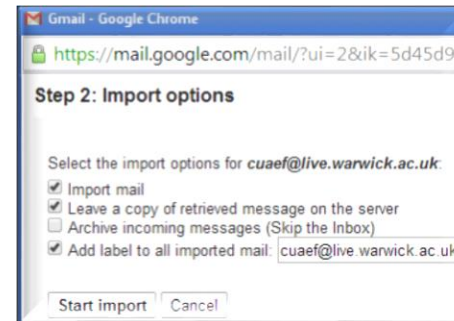 Gmail - Google Chrome
https://mail.google.com/mail/?ui=2&ik=5d45d9
Step 2: Import options
Select the import options for cuaef@live.warwick.ac.uk:
Import mail
Leave a copy of retrieved message on the server
Archive incoming messages (Skip the Inbox)
Add label to all imported mail: cuaef@live.warwick.ac.uk
Start import Cancel